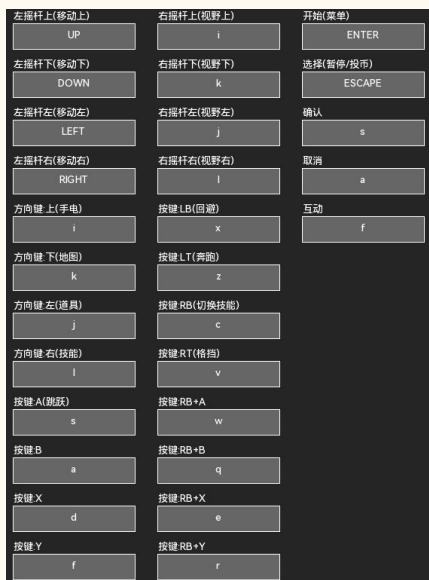 左摇杆上(移动上)
UP
左摇杆下(移动下)
DOWN
左摇杆左(移动左)
LEFT
左摇杆右(移动右)
RIGHT
方向键:上(手电)
i
方向键:下(地图)
k
方向键:左(道具)
j
方向键:右(技能)
l
按键:A(跳跃)
s
按键:B
a
按键:X
d
按键:Y
f
右摇杆上(视野上)
i
右摇杆下(视野下)
k
右摇杆左(视野左)
j
右摇杆右(视野右)
l
按键:LB(回避)
x
按键:LT(奔跑)
z
按键:RB(切换技能)
c
按键:RT(格挡)
v
按键:RB+A
w
按键:RB+B
q
按键:RB+X
e
按键:RB+Y
r
开始(菜单)
ENTER
选择(暂停/投币)
ESCAPE
确认
s
取消
a
互动
f